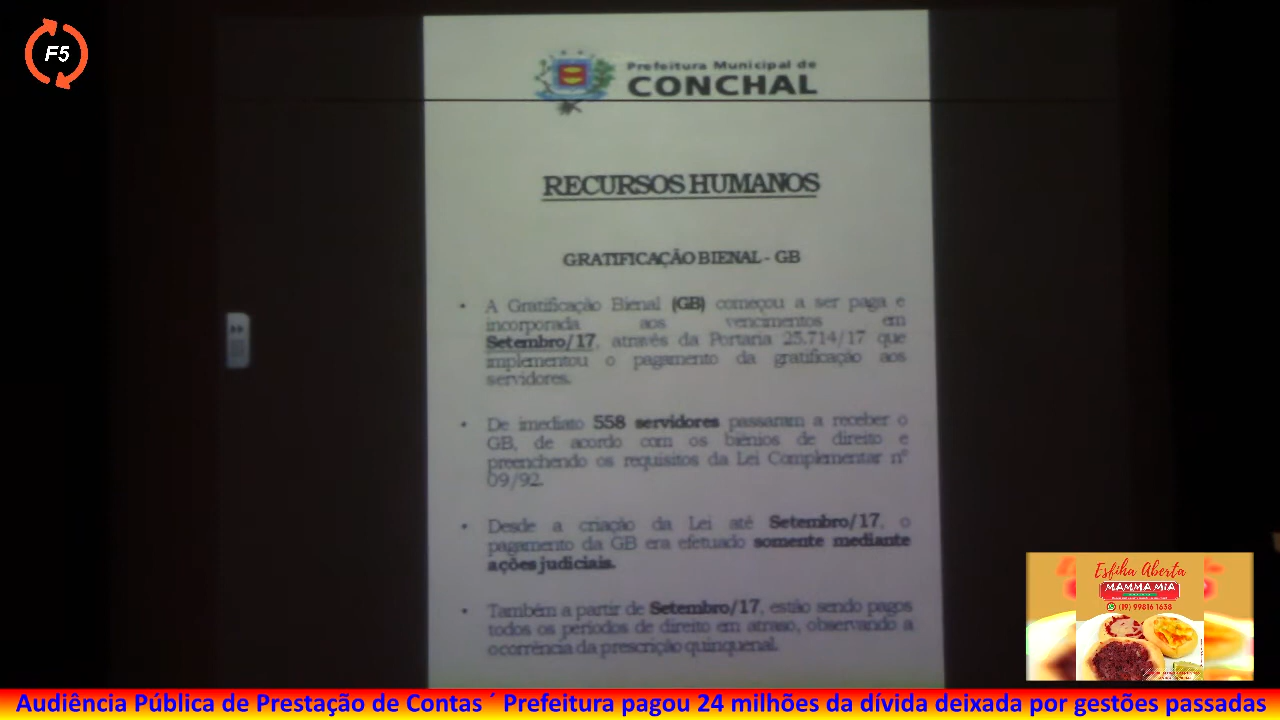 F5
Prefeitura Municipal de
CONCHAL
RECURSOS HUMANOS
GRATIFICAÇÃO BIENAL - GB
• A Gratificação Bienal (GB) começou a ser paga e
incorporada aos vencimentos em
Setembro/17, através da Portaria 25.714/17 que
implementou o pagamento da gratificação aos
servidores.
• De imediato 558 servidores passaram a receber o
GB, de acordo com os biênios de direito e
preenchendo os requisitos da Lei Complementar nº
09/92.
• Desde a criação da Lei até Setembro/17, o
pagamento da GB era efetuado somente mediante
ações judiciais.
• Também a partir de Setembro/17, estão sendo pagos
todos os períodos de direito em atraso, observando a
ocorrência da prescrição quinquenal.
Esfiha Aberta
MAMMA MIA
(19) 99816 1638
Audiência Pública de Prestação de Contas´ Prefeitura pagou 24 milhões da dívida deixada por gestões passadas